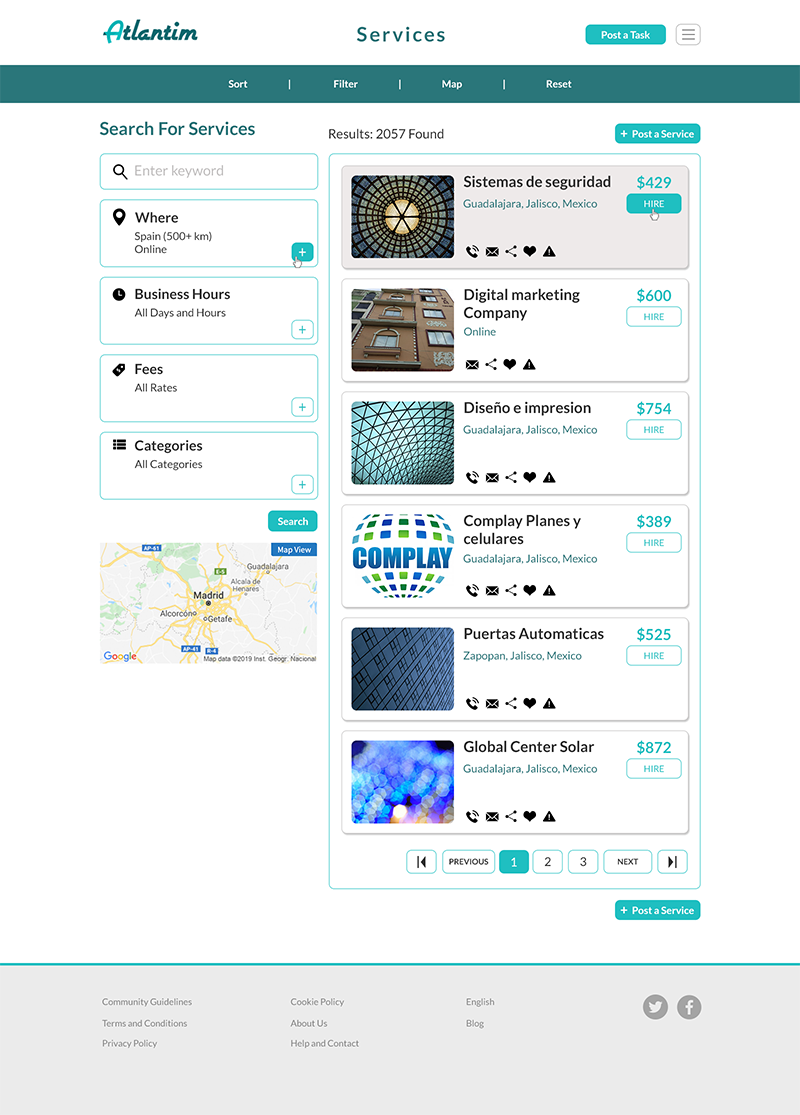 Atlantim
Services
Post a Task
Sort | Filter | Map | Reset
Search For Services
Enter keyword
Where
Spain (500+ km)
Online
+
Business Hours
All Days and Hours
+
Fees
All Rates
+
Categories
All Categories
+
Search
Map View
AP-61
E-5
Guadalajara
Alcala de
Henares
Madrid
Alcorcón
Getafe
AP-41
R-4
Google
Map data ©2019 Inst. Geogr. Nacional
Results: 2057 Found
+ Post a Service
Sistemas de seguridad
$429
Guadalajara, Jalisco, Mexico
HIRE
Digital marketing
Company
$600
Online
HIRE
Diseño e impresion
$754
Guadalajara, Jalisco, Mexico
HIRE
COMPLAY
Complay Planes y
celulares
$389
Guadalajara, Jalisco, Mexico
HIRE
Puertas Automaticas
$525
Zapopan, Jalisco, Mexico
HIRE
Global Center Solar
$872
Guadalajara, Jalisco, Mexico
HIRE
PREVIOUS 1 2 3 NEXT
+ Post a Service
Community Guidelines
Terms and Conditions
Privacy Policy
Cookie Policy
About Us
Help and Contact
English
Blog